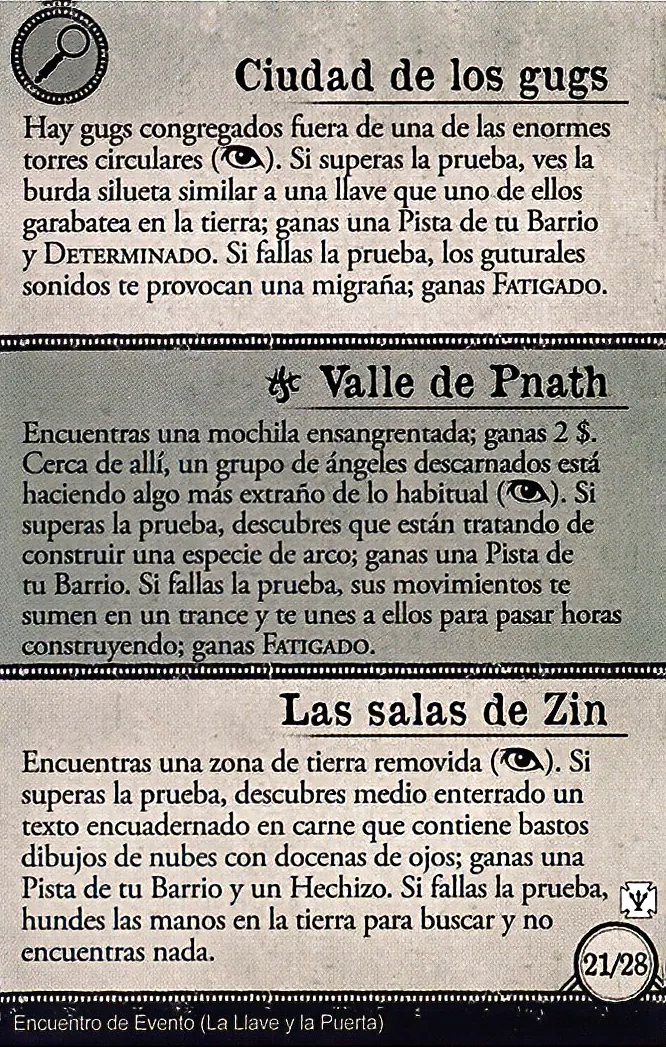 Ciudad de los gugs
Hay gugs congregados fuera de una de las enormes
torres circulares (). Si superas la prueba, ves la
burda silueta similar a una llave que uno de ellos
garabatea en la tierra; ganas una Pista de tu Barrio
y DETERMINADO. Si fallas la prueba, los guturales
sonidos te provocan una migraña; ganas FATIGADO.
Valle de Pnath
Encuentras una mochila ensangrentada; ganas 2 $.
Cerca de allí, un grupo de ángeles descarnados está
haciendo algo más extraño de lo habitual (). Si
superas la prueba, descubres que están tratando de
construir una especie de arco; ganas una Pista de
tu Barrio. Si fallas la prueba, sus movimientos te
sumen en un trance y te unes a ellos para pasar horas
construyendo; ganas FATIGADO.
Las salas de Zin
Encuentras una zona de tierra removida (). Si
superas la prueba, descubres medio enterrado un
texto encuadernado en carne que contiene bastos
dibujos de nubes con docenas de ojos; ganas una
Pista de tu Barrio y un Hechizo. Si fallas la prueba,
hundes las manos en la tierra para buscar y no
encuentras nada.
21/28
Encuentro de Evento (La Llave y la Puerta)